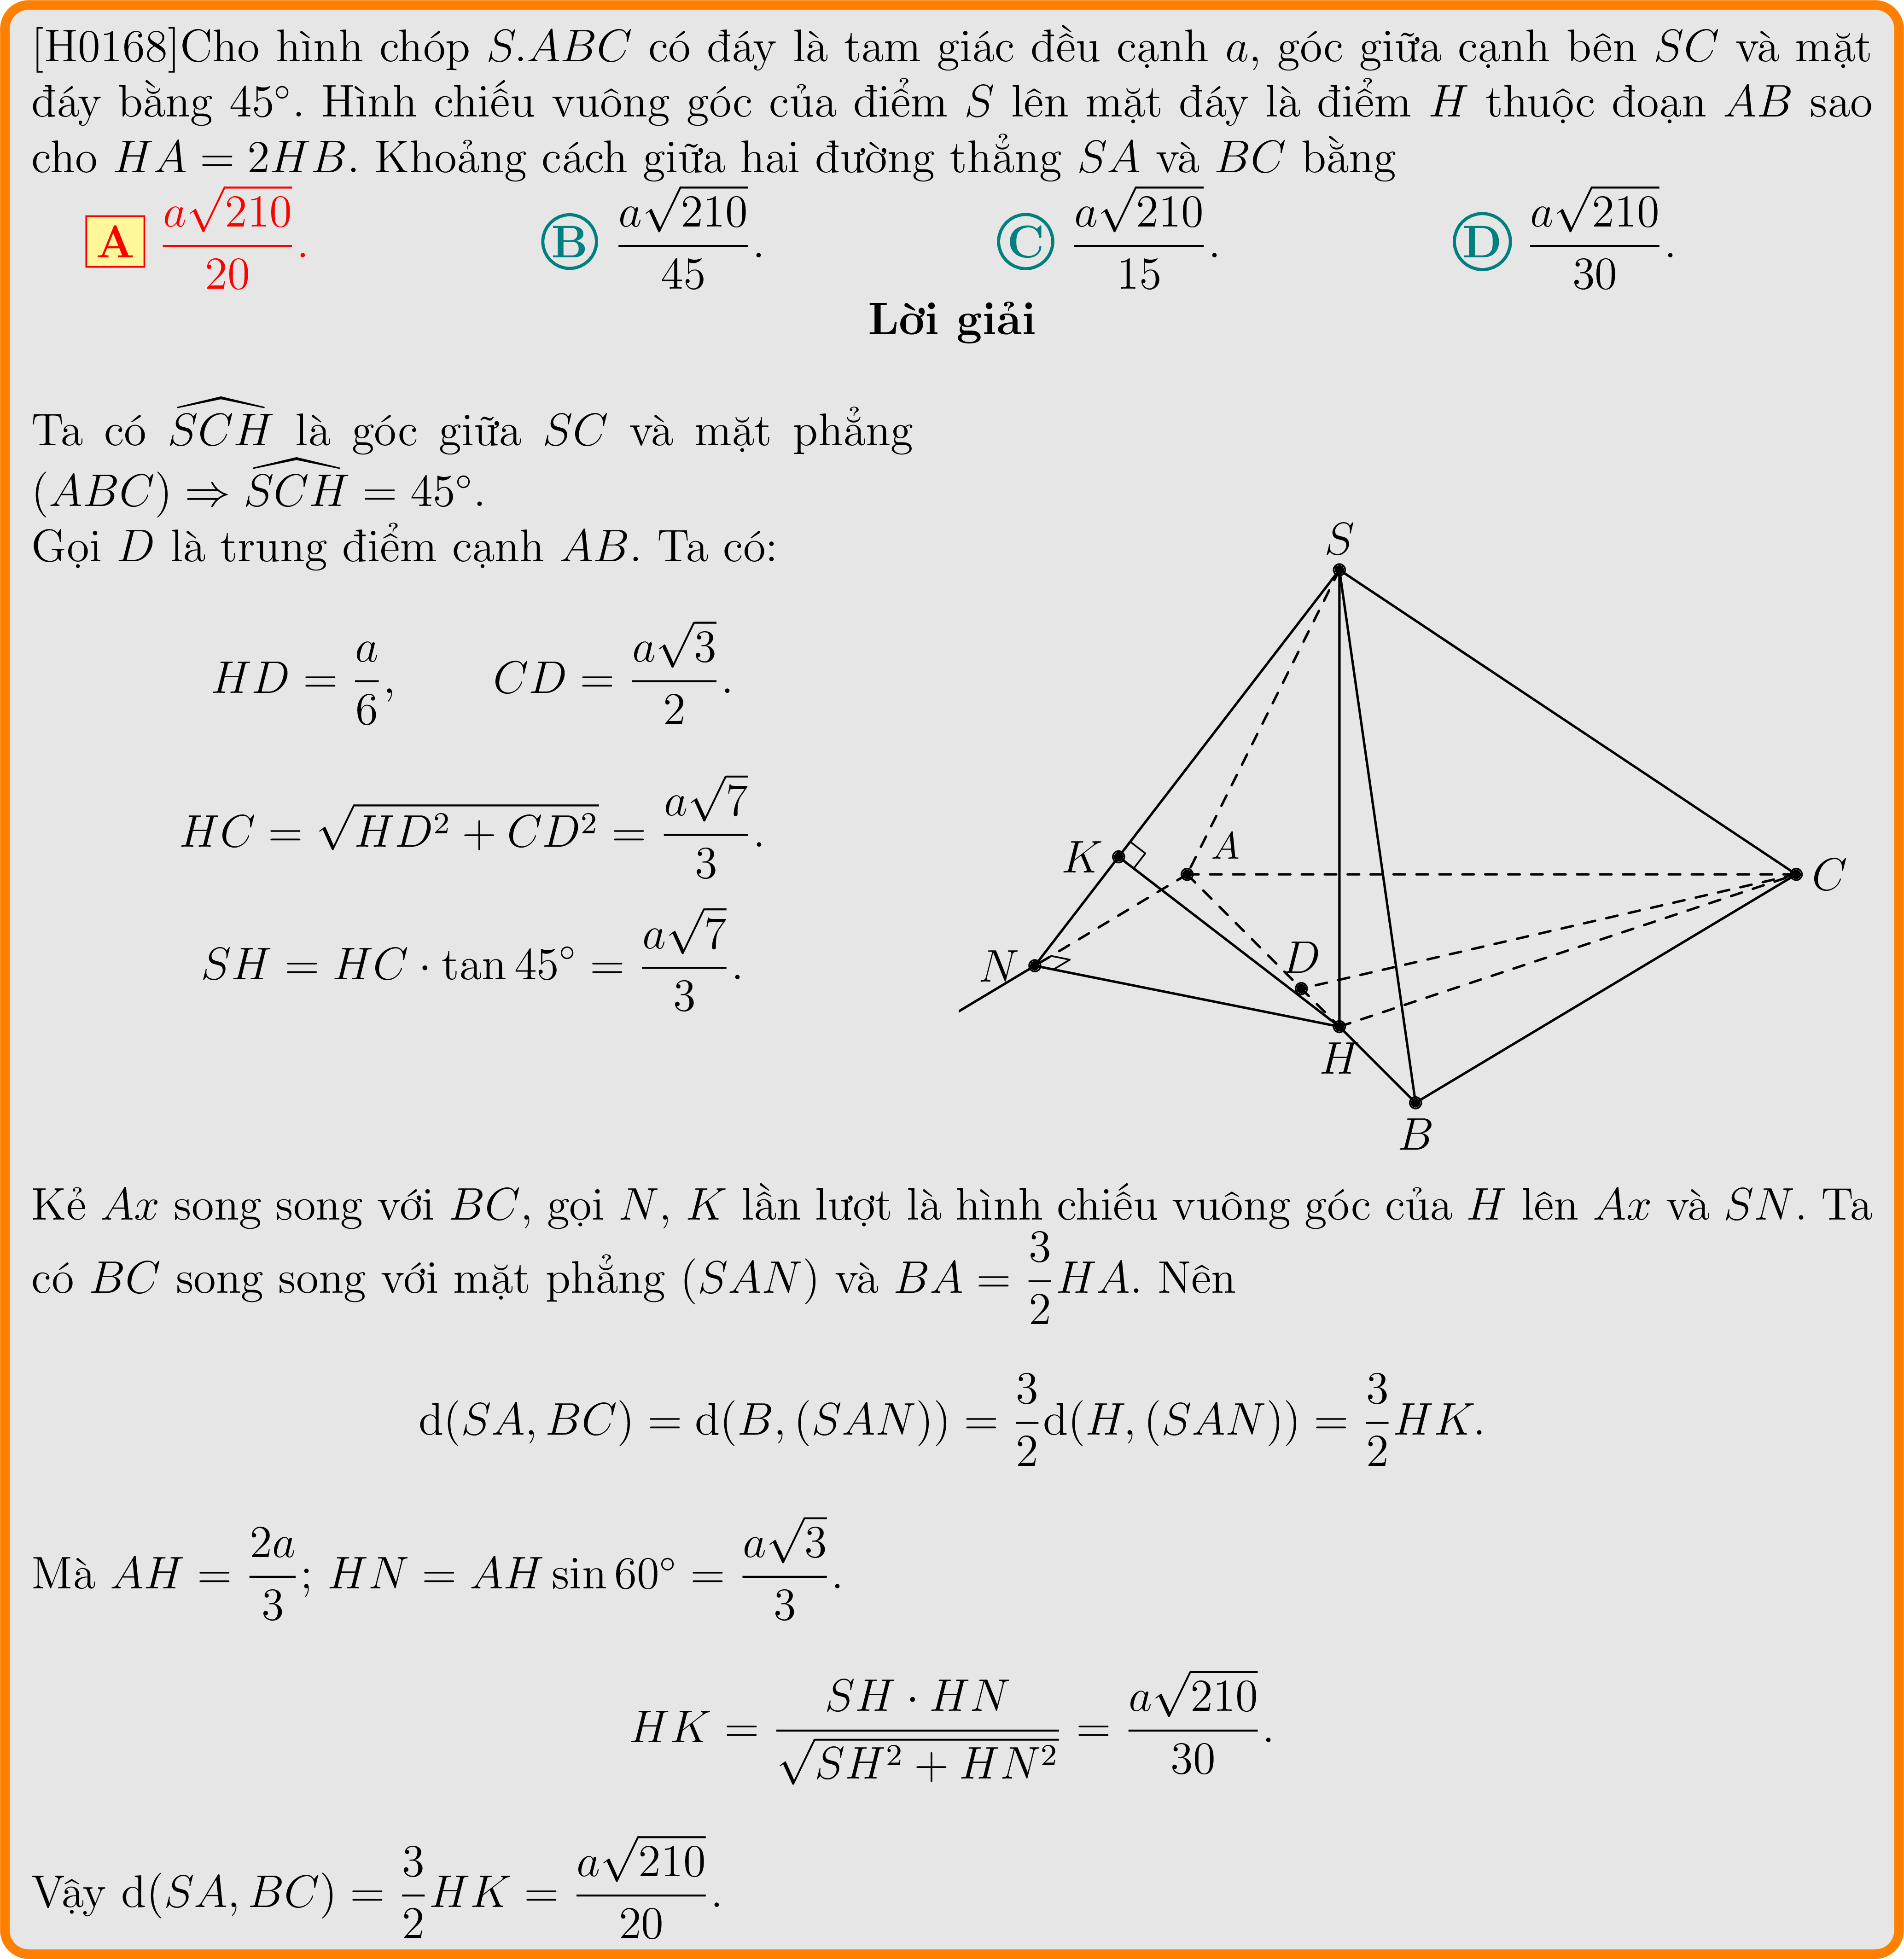 [H0168]Cho hình chóp S.ABC có đáy là tam giác đều cạnh a, góc giữa cạnh bên SC và mặt
đáy bằng 45°. Hình chiếu vuông góc của điểm S lên mặt đáy là điểm H thuộc đoạn AB sao
cho HA = 2HB. Khoảng cách giữa hai đường thẳng SA và BC bằng
A $\frac{a\sqrt{210}}{20}$. B $\frac{a\sqrt{210}}{45}$. C $\frac{a\sqrt{210}}{15}$. D $\frac{a\sqrt{210}}{30}$.
Lời giải
Ta có $\widehat{SCH}$ là góc giữa SC và mặt phẳng
(ABC) ⇒ $\widehat{SCH}$ = 45°.
Gọi D là trung điểm cạnh AB. Ta có:
$HD = \frac{a}{6}$, $CD = \frac{a\sqrt{3}}{2}$.
$HC = \sqrt{HD^2 + CD^2} = \frac{a\sqrt{7}}{3}$.
$SH = HC \cdot \tan 45° = \frac{a\sqrt{7}}{3}$.
S
K
A
C
N
D
H
B
Kẻ Ax song song với BC, gọi N, K lần lượt là hình chiếu vuông góc của H lên Ax và SN. Ta
có BC song song với mặt phẳng (SAN) và $BA = \frac{3}{2}HA$. Nên
$d(SA, BC) = d(B, (SAN)) = \frac{3}{2}d(H, (SAN)) = \frac{3}{2}HK$.
Mà $AH = \frac{2a}{3}$; $HN = AH \sin 60° = \frac{a\sqrt{3}}{3}$.
$HK = \frac{SH \cdot HN}{\sqrt{SH^2 + HN^2}} = \frac{a\sqrt{210}}{30}$.
Vậy $d(SA, BC) = \frac{3}{2}HK = \frac{a\sqrt{210}}{20}$.